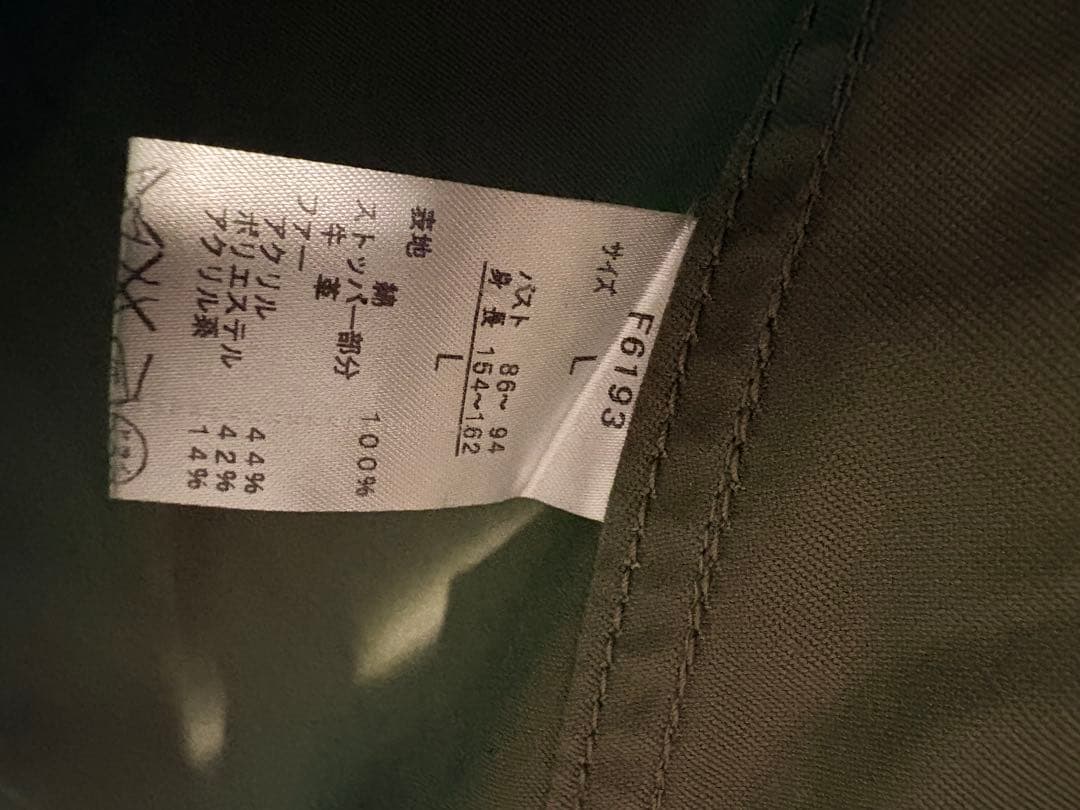 F6193
サイズ L
バスト 86~94
身長 154~162
L
表地
綿 100%
ストッパー部分
牛革
ファー
アクリル 44%
ポリエステル 42%
アクリル系 14%